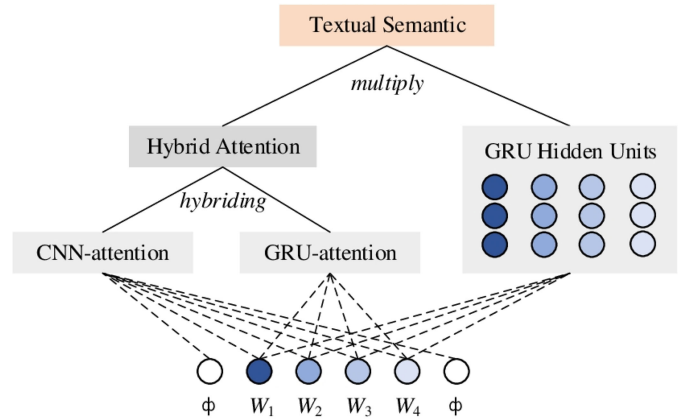 Textual Semantic
multiply
Hybrid Attention
GRU Hidden Units
hybriding
CNN-attention
GRU-attention
ф W₁ W₂ W₃ W₄ ф